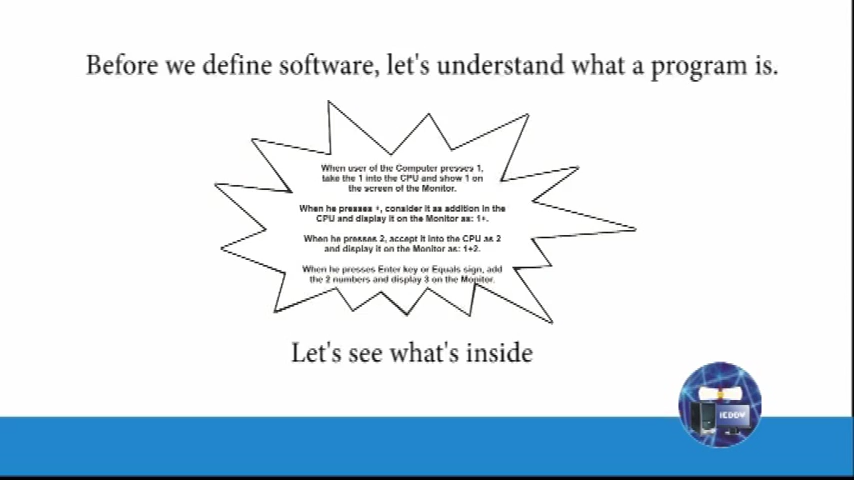 Before we define software, let's understand what a program is.
When user of the Computer presses 1,
take the 1 into the CPU and show 1 on
the screen of the Monitor.
When he presses +, consider it as addition in the
CPU and display it on the Monitor as: 1+.
When he presses 2, accept it into the CPU as 2
and display it on the Monitor as: 1+2.
When he presses Enter key or Equals sign, add
the 2 numbers and display 3 on the Monitor.
Let's see what's inside